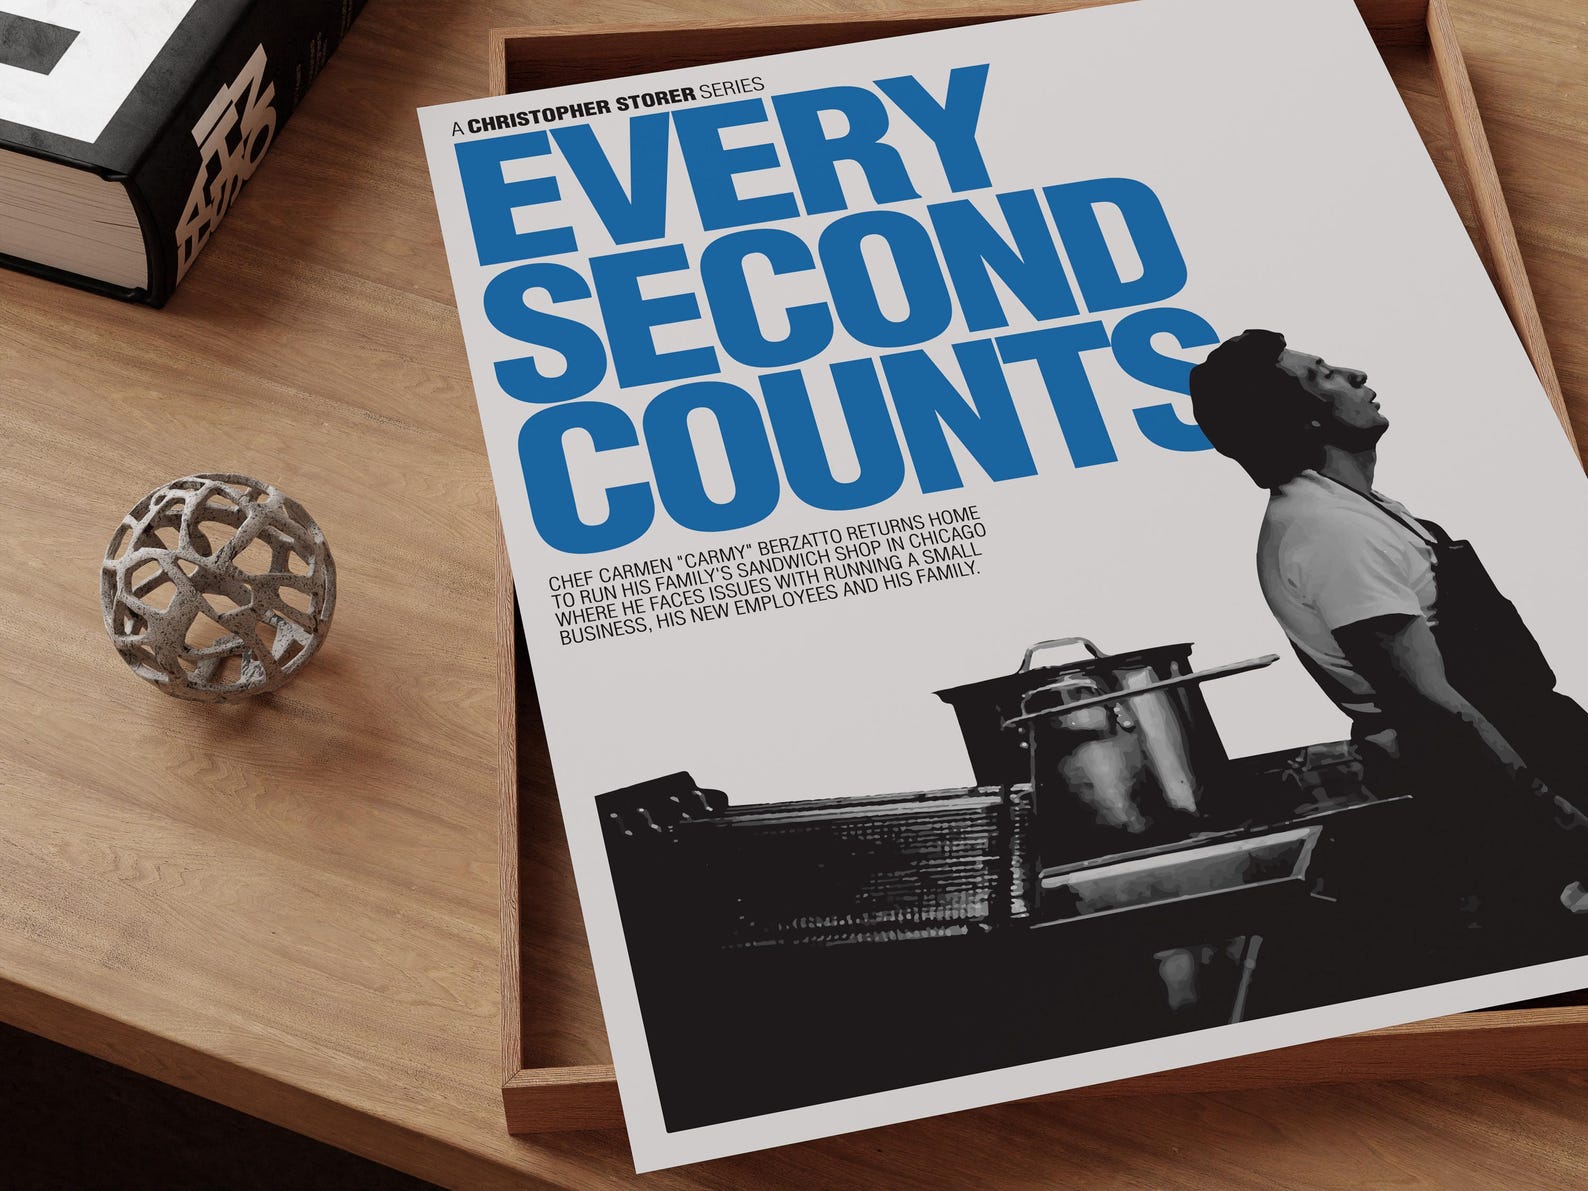 A CHRISTOPHER STORER SERIES
EVERY
SECOND
COUNTS
CHEF CARMEN "CARMY" BERZATTO RETURNS HOME
TO RUN HIS FAMILY'S SANDWICH SHOP IN CHICAGO
WHERE HE FACES ISSUES WITH RUNNING A SMALL
BUSINESS, HIS NEW EMPLOYEES AND HIS FAMILY.